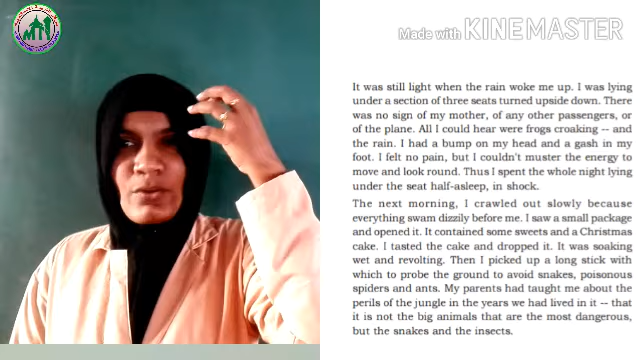 Made with KINEMASTER
It was still light when the rain woke me up. I was lying
under a section of three seats turned upside down. There
was no sign of my mother, of any other passengers, or
of the plane. All I could hear were frogs croaking -- and
the rain. I had a bump on my head and a gash in my
foot. I felt no pain, but I couldn't muster the energy to
move and look round. Thus I spent the whole night lying
under the seat half-asleep, in shock.
The next morning, I crawled out slowly because
everything swam dizzily before me. I saw a small package
and opened it. It contained some sweets and a Christmas
cake. I tasted the cake and dropped it. It was soaking
wet and revolting. Then I picked up a long stick with
which to probe the ground to avoid snakes, poisonous
spiders and ants. My parents had taught me about the
perils of the jungle in the years we had lived in it -- that
it is not the big animals that are the most dangerous,
but the snakes and the insects.